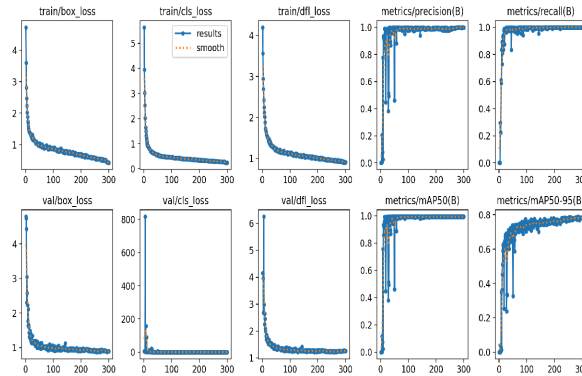 train/box_loss
train/cls_loss
train/dfl_loss
metrics/precision(B)
metrics/recall(B)
4
3
2
1
0 100 200 300
5
4
3
2
1
0
0 100 200 300
results
smooth
4
3
2
1
0 100 200 300
1.0
0.8
0.6
0.4
0.2
0.0
0 100 200 300
1.0
0.8
0.6
0.4
0.2
0.0
0 100 200 300
val/box_loss
val/cls_loss
val/dfl_loss
metrics/mAP50(B)
metrics/mAP50-95(B)
4
3
2
1
0 100 200 300
800
600
400
200
0
0 100 200 300
6
5
4
3
2
1
0 100 200 300
1.0
0.8
0.6
0.4
0.2
0.0
0 100 200 300
0.8
0.6
0.4
0.2
0.0
0 100 200 300